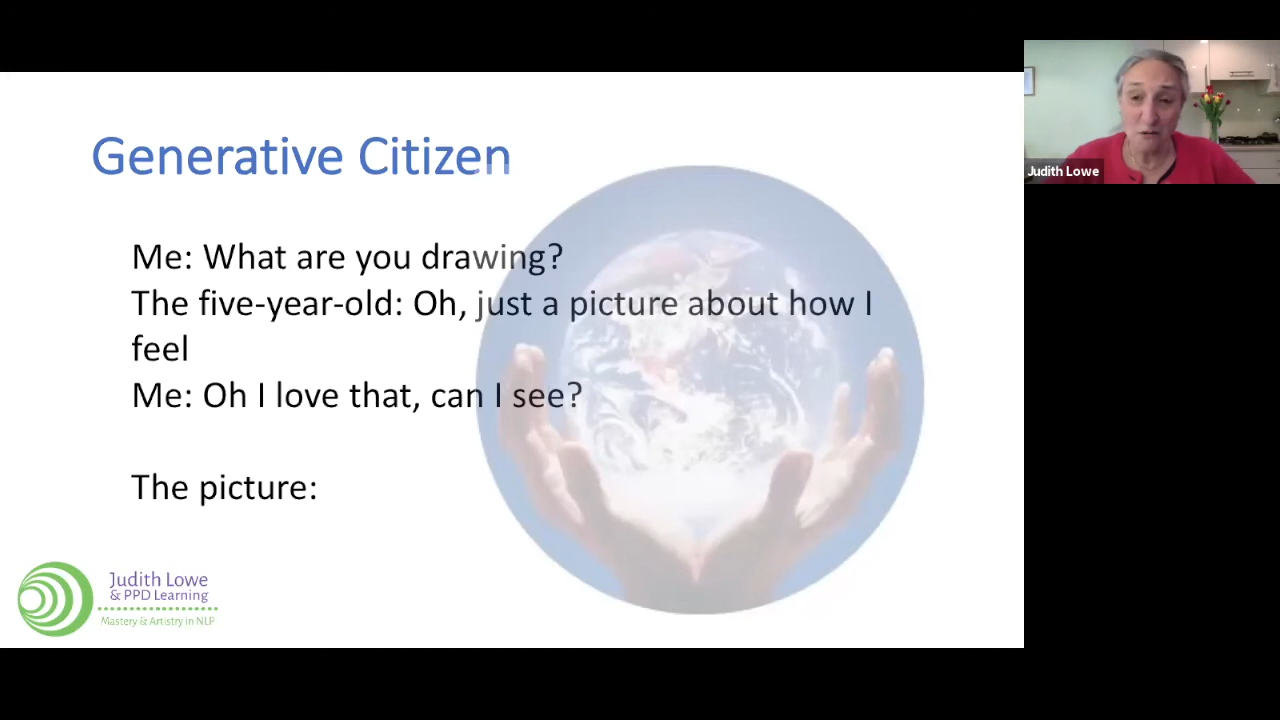 Generative Citizen
Me: What are you drawing?
The five-year-old: Oh, just a picture about how I
feel
Me: Oh I love that, can I see?
The picture:
Judith Lowe
& PPD Learning
Mastery & Artistry in NLP
Judith Lowe